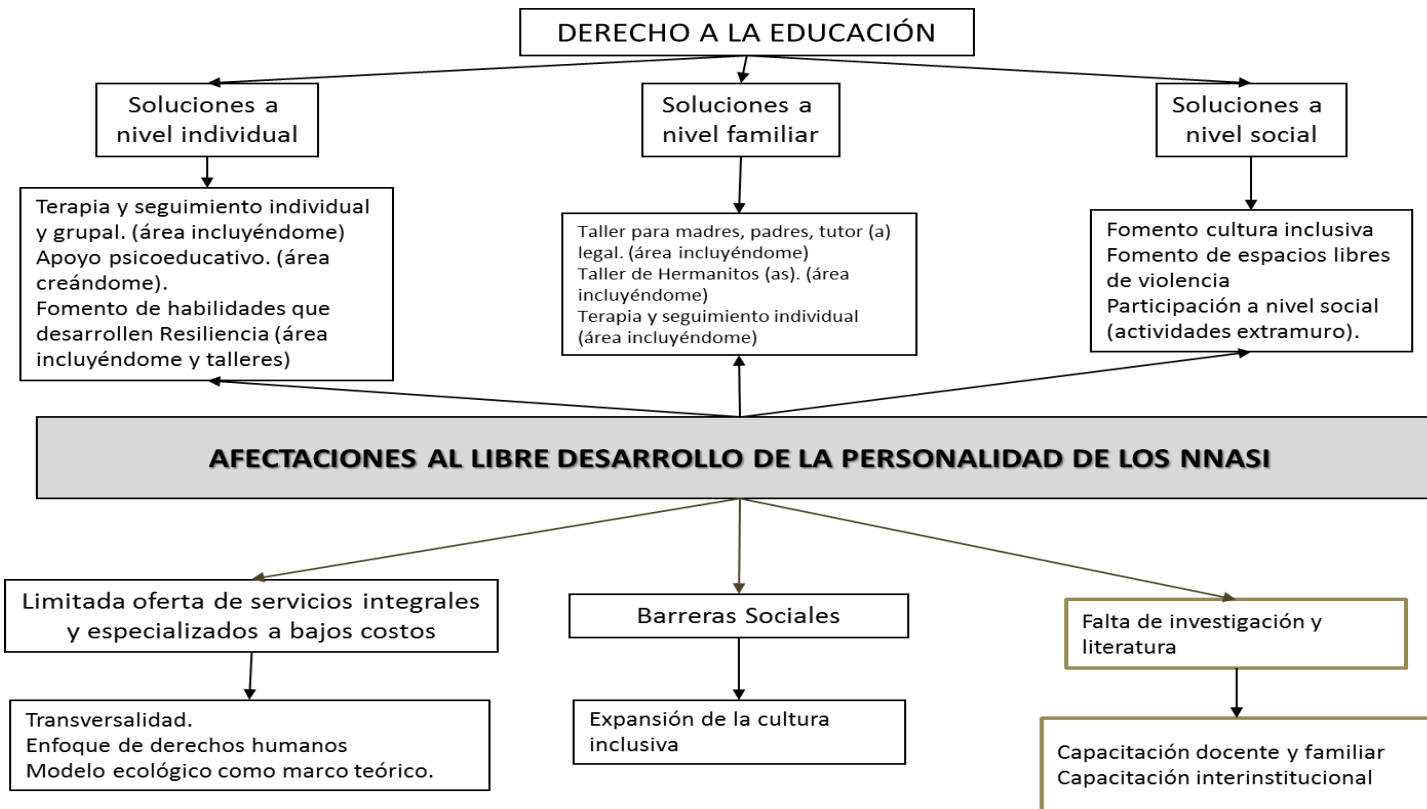 DERECHO A LA EDUCACIÓN
Soluciones a
nivel individual
Soluciones a
nivel familiar
Soluciones a
nivel social
Terapia y seguimiento individual
y grupal. (área incluyéndome)
Apoyo psicoeducativo. (área
creándome).
Fomento de habilidades que
desarrollen Resiliencia (área
incluyéndome y talleres)
Taller para madres, padres, tutor (a)
legal. (área incluyéndome)
Taller de Hermanitos (as). (área
incluyéndome)
Terapia y seguimiento individual
(área incluyéndome)
Fomento cultura inclusiva
Fomento de espacios libres
de violencia
Participación a nivel social
(actividades extramuro).
AFECTACIONES AL LIBRE DESARROLLO DE LA PERSONALIDAD DE LOS NNASI
Limitada oferta de servicios integrales
y especializados a bajos costos
Barreras Sociales
Falta de investigación y
literatura
Transversalidad.
Enfoque de derechos humanos
Modelo ecológico como marco teórico.
Expansión de la cultura
inclusiva
Capacitación docente y familiar
Capacitación interinstitucional